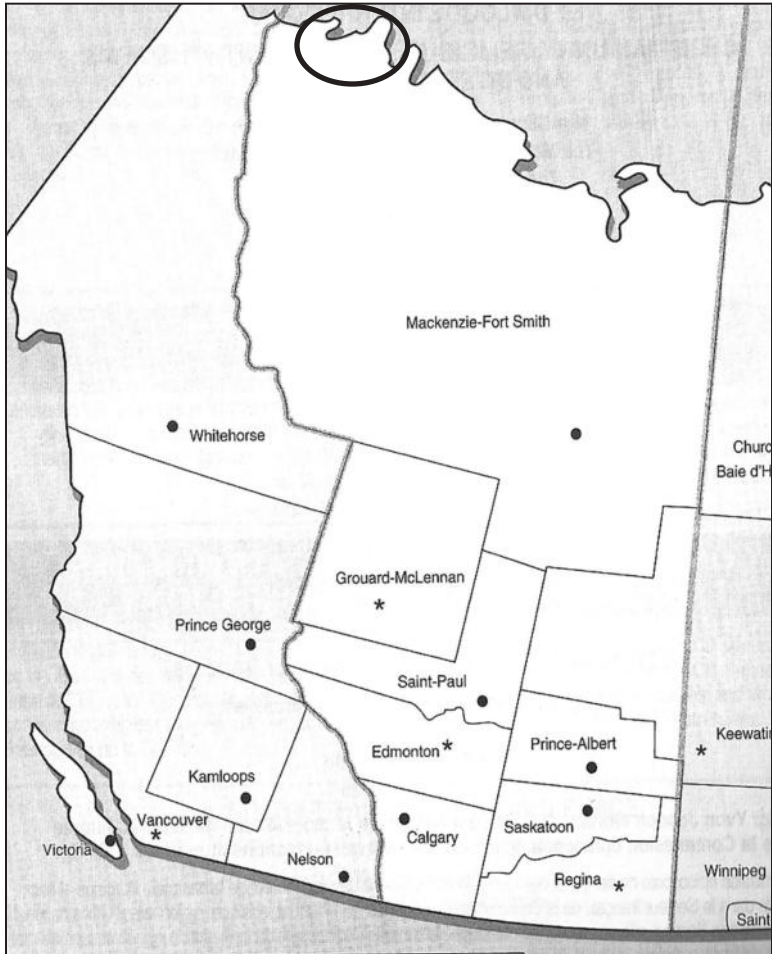 Mackenzie-Fort Smith
Whitehorse
Churc
Baie d'H
Grouard-McLennan
Prince George
Saint-Paul
Edmonton
Prince-Albert
Keewatin
Kamloops
Vancouver
Victoria
Calgary
Saskatoon
Nelson
Regina
Winnipeg
Saint